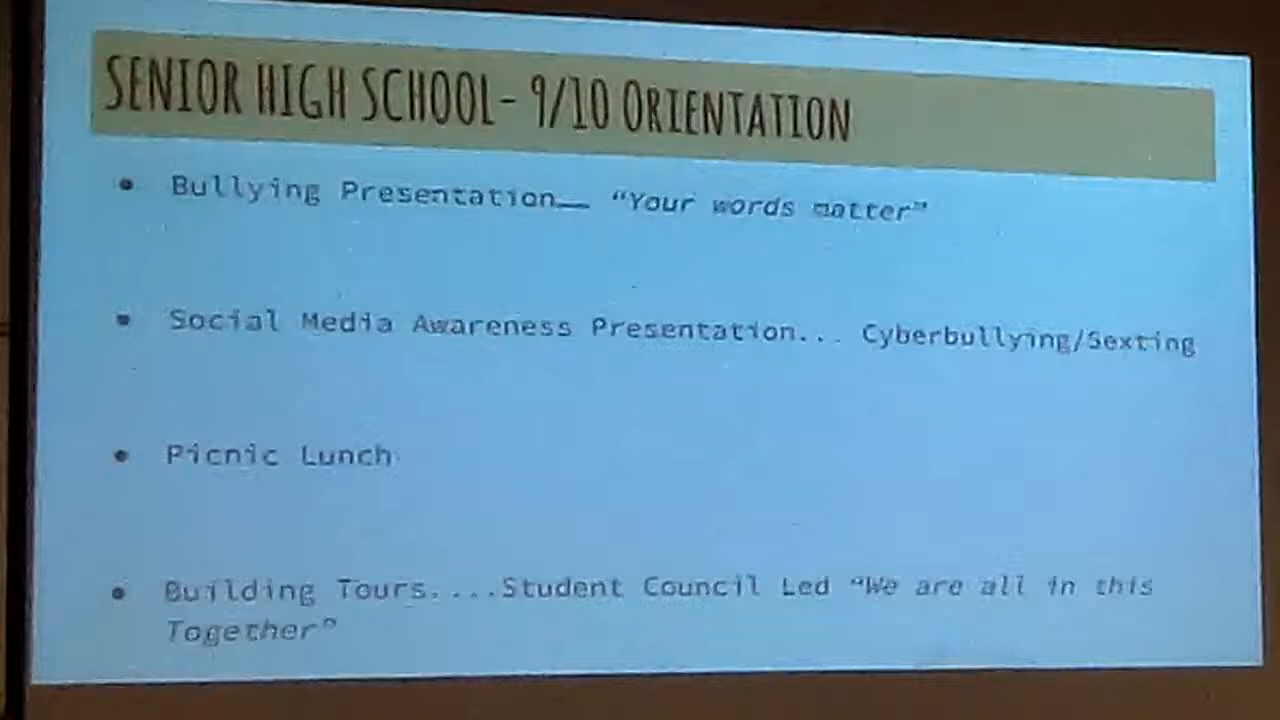 SENIOR HIGH SCHOOL- 9/10 ORIENTATION
• Bullying Presentation…. "Your words matter"
• Social Media Awareness Presentation... Cyberbullying/Sexting
• Picnic Lunch
• Building Tours....Student Council Led "We are all in this
Together"